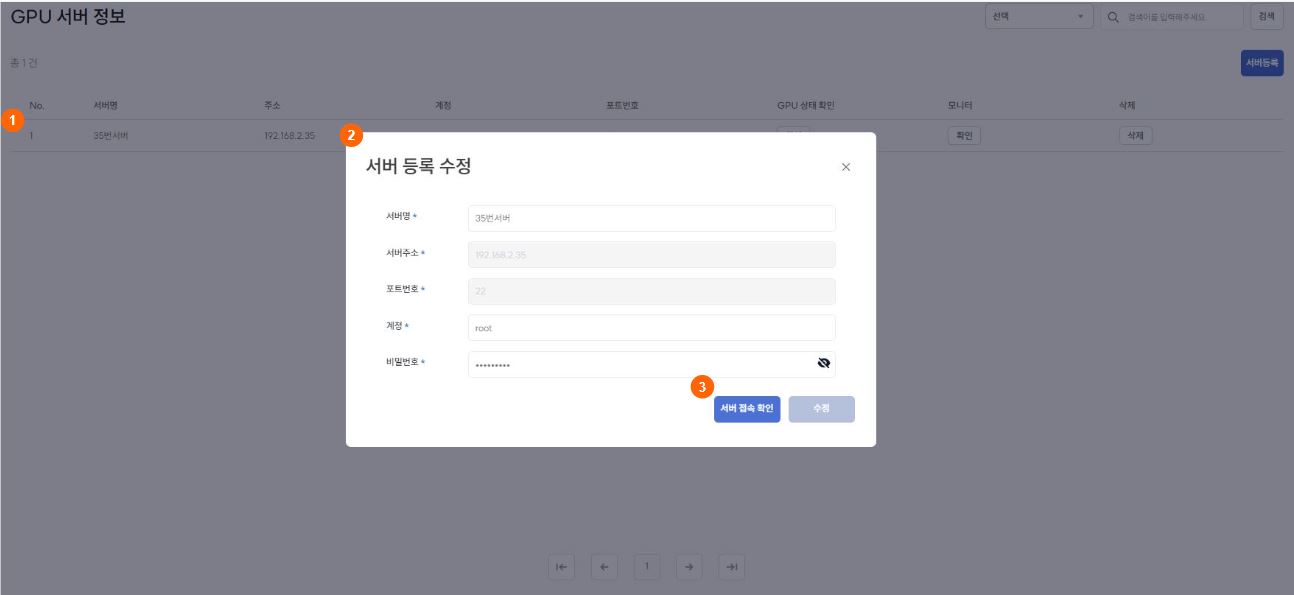 GPU 서버 정보
선택
검색어를 입력해주세요
검색
총 1 건
서버등록
No. 서버명 주소 계정 포트번호 GPU 상태 확인 모니터 삭제
1
1 35번서버 192.168.2.35 확인 삭제
2
서버 등록 수정
서버명 * 35번서버
서버주소 * 192.168.2.35
포트번호 * 22
계정 * root
비밀번호 * •••••••••
3
서버 접속 확인 수정
1